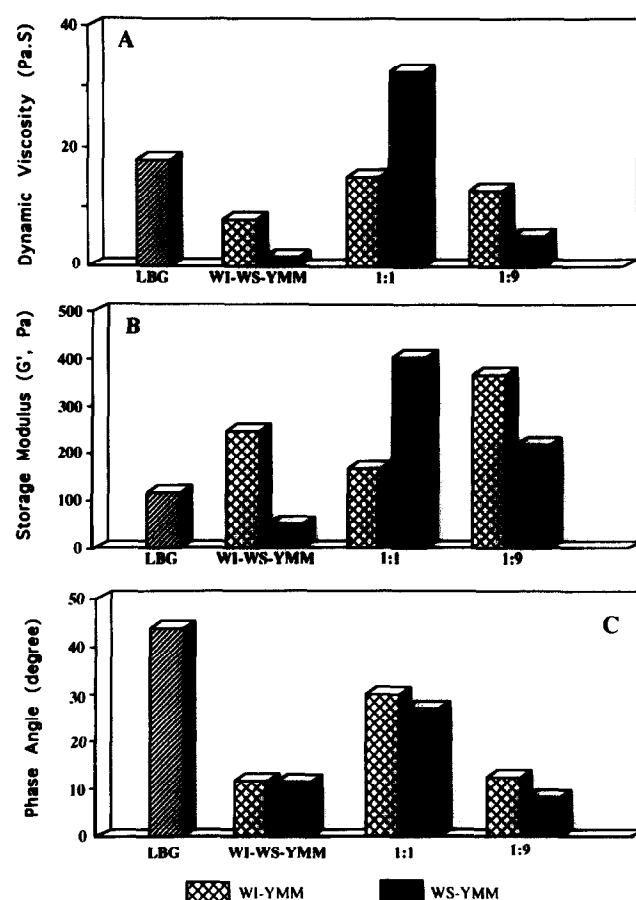 A
Dynamic Viscosity (Pa.S)
40
20
0
LBG WI-WS-YMM 1:1 1:9
B
Storage Modulus (G', Pa)
500
400
300
200
100
0
LBG WI-WS-YMM 1:1 1:9
C
Phase Angle (degree)
50
40
30
20
10
0
LBG WI-WS-YMM 1:1 1:9
WI-YMM WS-YMM